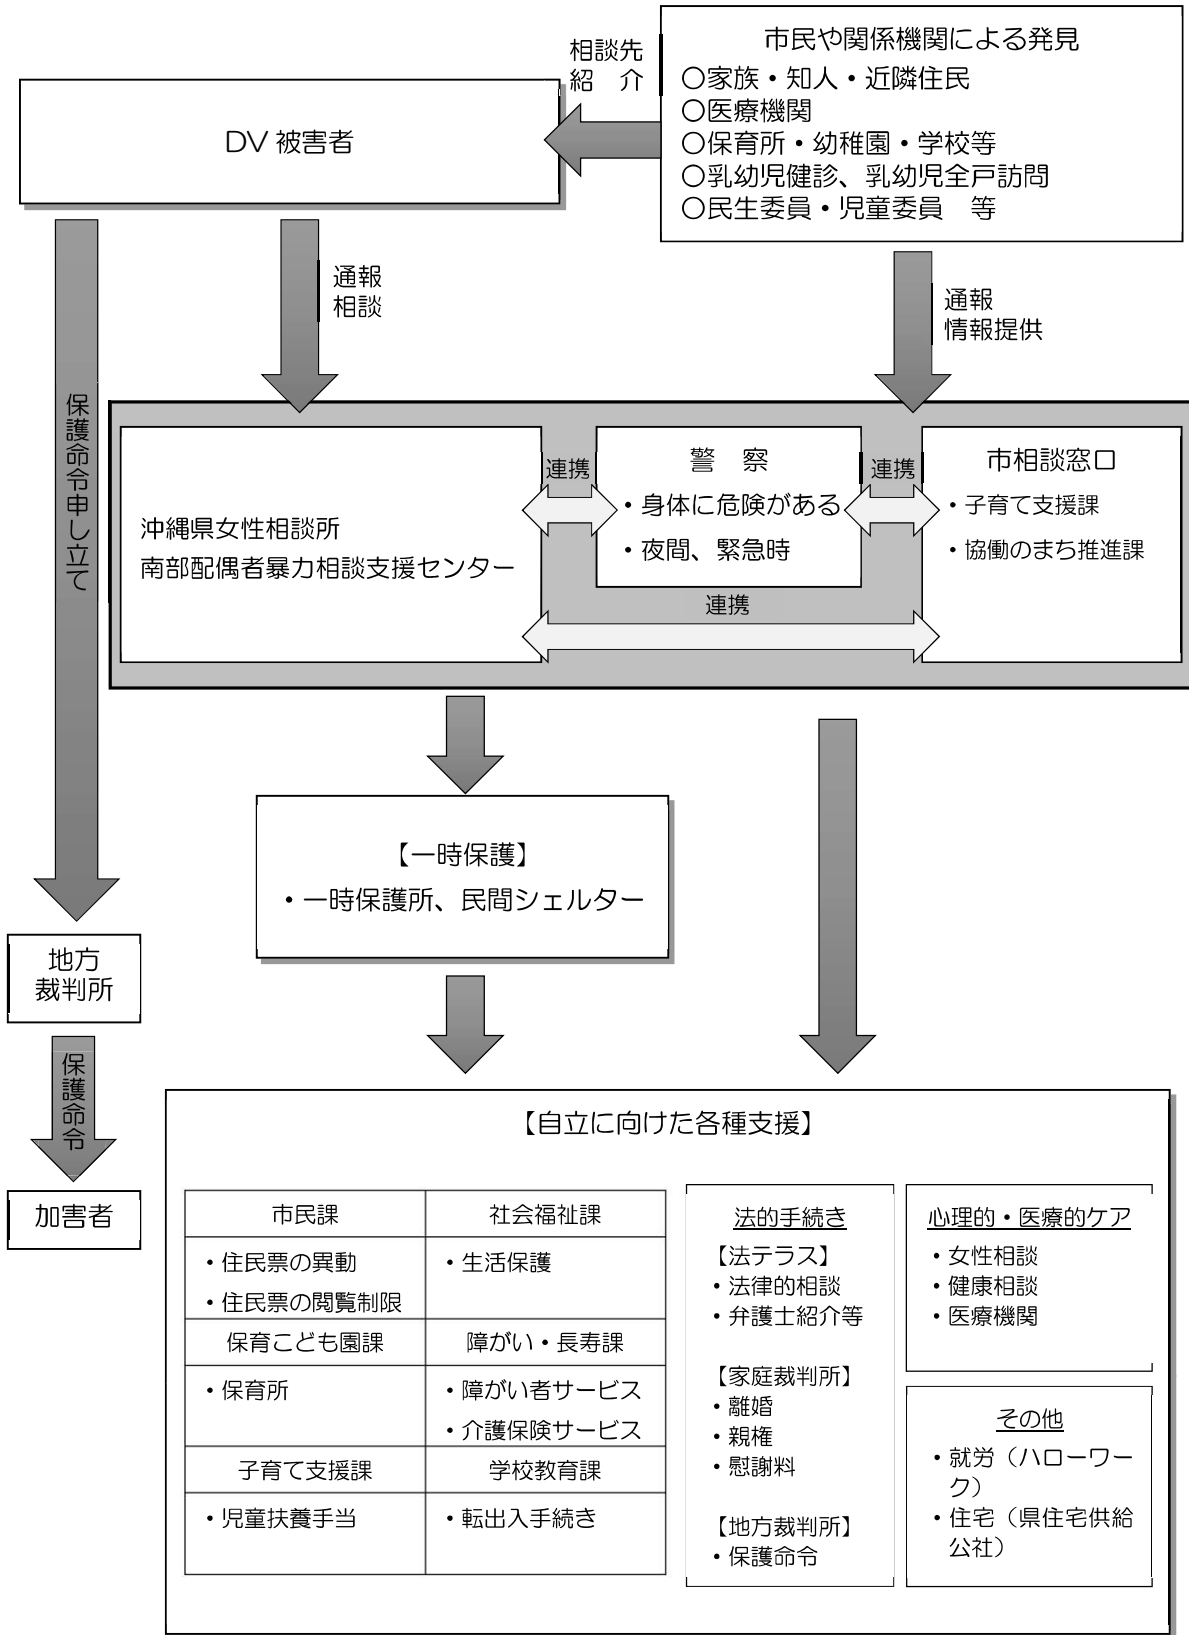 市民や関係機関による発見
〇家族・知人・近隣住民
〇医療機関
〇保育所・幼稚園・学校等
〇乳幼児健診、乳幼児全戸訪問
〇民生委員・児童委員　等
相談先
紹　介
DV 被害者
通報
相談
通報
情報提供
保護命令申し立て
沖縄県女性相談所
南部配偶者暴力相談支援センター
連携
警　察
・身体に危険がある
・夜間、緊急時
連携
市相談窓口
・子育て支援課
・協働のまち推進課
連携
【一時保護】
・一時保護所、民間シェルター
地方
裁判所
保護命令
加害者
【自立に向けた各種支援】
市民課
・住民票の異動
・住民票の閲覧制限
社会福祉課
・生活保護
保育こども園課
・保育所
障がい・長寿課
・障がい者サービス
・介護保険サービス
子育て支援課
・児童扶養手当
学校教育課
・転出入手続き
法的手続き
【法テラス】
・法律的相談
・弁護士紹介等
【家庭裁判所】
・離婚
・親権
・慰謝料
【地方裁判所】
・保護命令
心理的・医療的ケア
・女性相談
・健康相談
・医療機関
その他
・就労（ハローワー
ク）
・住宅（県住宅供給
公社）